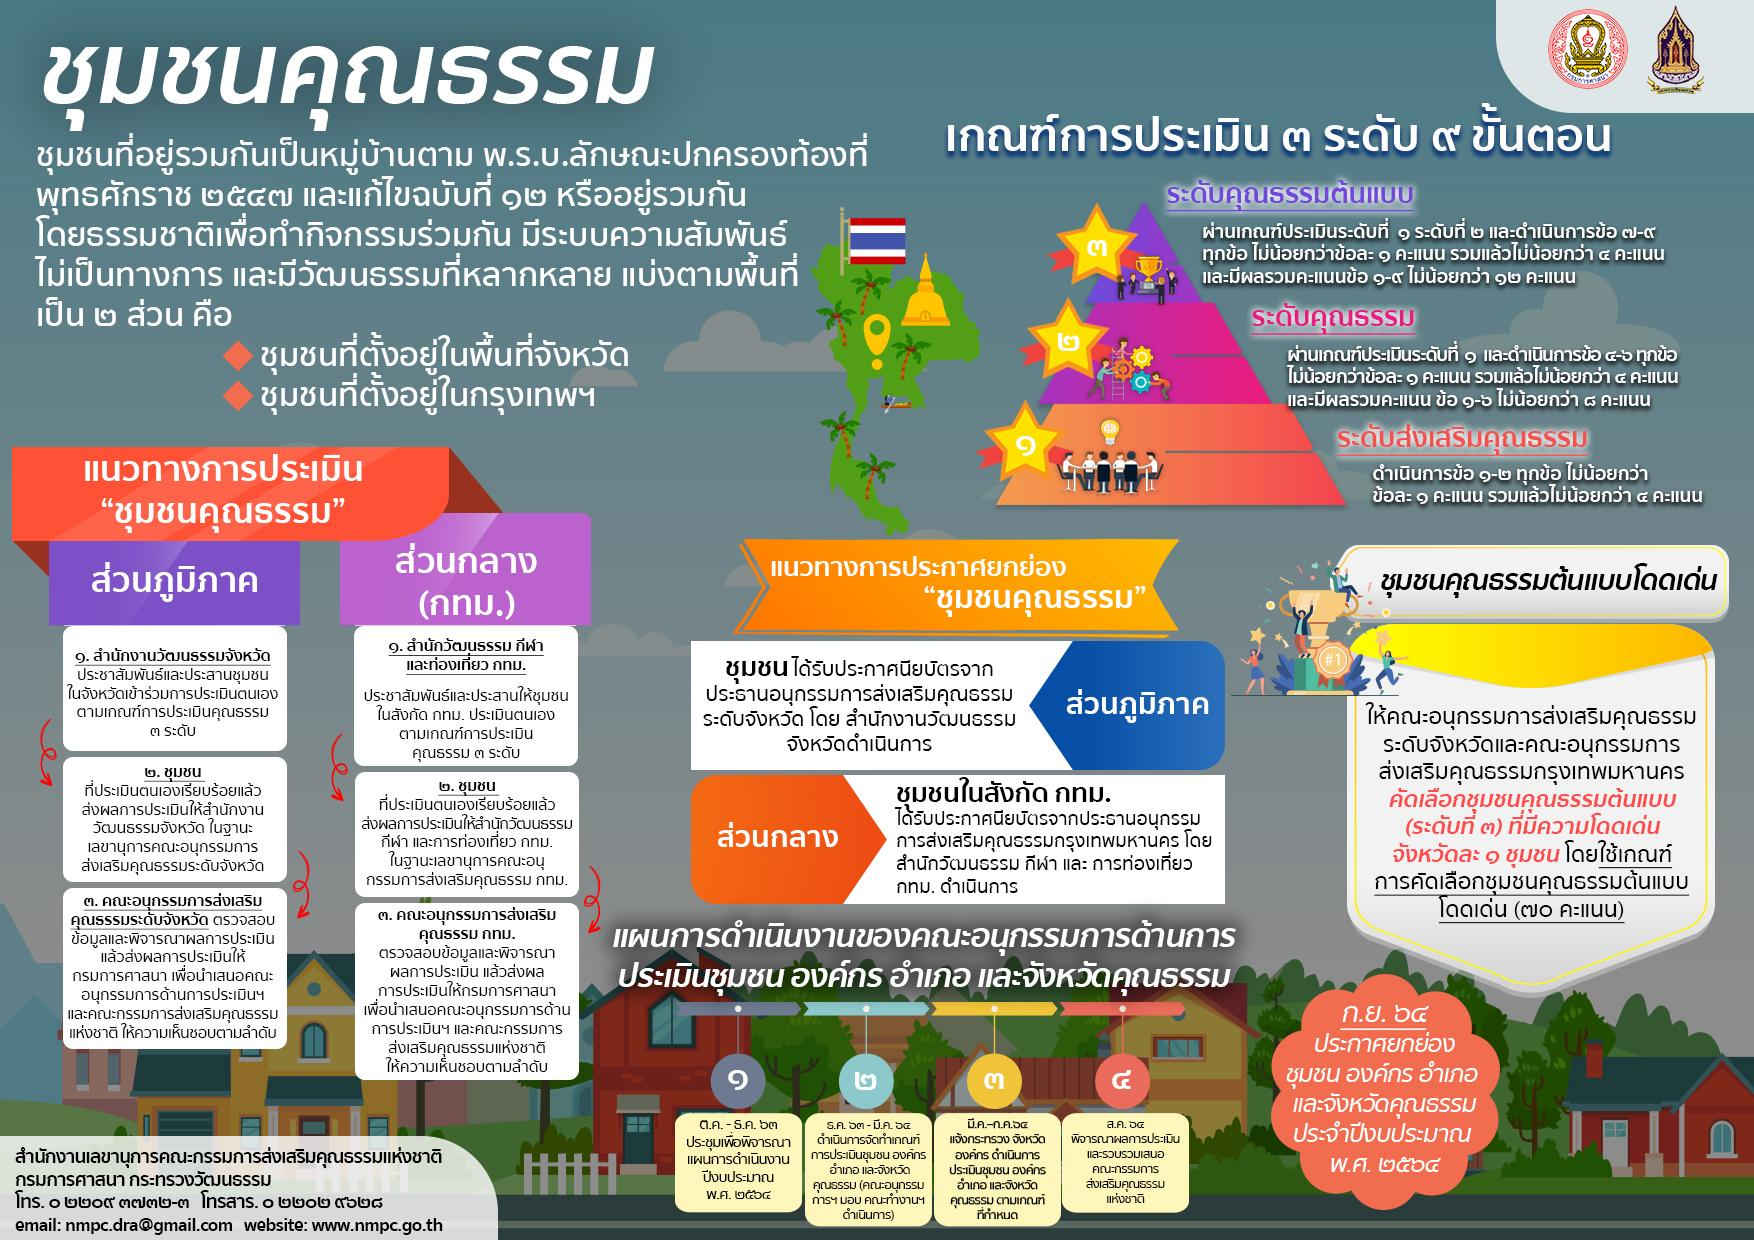 ชุมชนคุณธรรม
ชุมชนที่อยู่รวมกันเป็นหมู่บ้านตาม พ.ร.บ.ลักษณะปกครองท้องที่
พุทธศักราช ๒๕๔๗ และแก้ไขฉบับที่ ๑๒ หรืออยู่รวมกัน
โดยธรรมชาติเพื่อทำกิจกรรมร่วมกัน มีระบบความสัมพันธ์
ไม่เป็นทางการ และมีวัฒนธรรมที่หลากหลาย แบ่งตามพื้นที่
เป็น ๒ ส่วน คือ
ชุมชนที่ตั้งอยู่ในพื้นที่จังหวัด
ชุมชนที่ตั้งอยู่ในกรุงเทพฯ
กรมการศาสนา
เกณฑ์การประเมิน ๓ ระดับ ๙ ขั้นตอน
ระดับคุณธรรมต้นแบบ
๓
ผ่านเกณฑ์ประเมินระดับที่ ๑ ระดับที่ ๒ และดำเนินการข้อ ๗-๙
ทุกข้อ ไม่น้อยกว่าข้อละ ๑ คะแนน รวมแล้วไม่น้อยกว่า ๔ คะแนน
และมีผลรวมคะแนนข้อ ๑-๙ ไม่น้อยกว่า ๑๒ คะแนน
ระดับคุณธรรม
๒
ผ่านเกณฑ์ประเมินระดับที่ ๑ และดำเนินการข้อ ๔-๖ ทุกข้อ
ไม่น้อยกว่าข้อละ ๑ คะแนน รวมแล้วไม่น้อยกว่า ๔ คะแนน
และมีผลรวมคะแนน ข้อ ๑-๖ ไม่น้อยกว่า ๘ คะแนน
ระดับส่งเสริมคุณธรรม
๑
ดำเนินการข้อ ๑-๒ ทุกข้อ ไม่น้อยกว่า
ข้อละ ๑ คะแนน รวมแล้วไม่น้อยกว่า ๔ คะแนน
แนวทางการประเมิน
“ชุมชนคุณธรรม”
ส่วนภูมิภาค
๑. สำนักงานวัฒนธรรมจังหวัด
ประชาสัมพันธ์และประสานชุมชน
ในจังหวัดเข้าร่วมการประเมินตนเอง
ตามเกณฑ์การประเมินคุณธรรม
๓ ระดับ
๒. ชุมชน
ที่ประเมินตนเองเรียบร้อยแล้ว
ส่งผลการประเมินให้สำนักงาน
วัฒนธรรมจังหวัด ในฐานะ
เลขานุการคณะอนุกรรมการ
ส่งเสริมคุณธรรมระดับจังหวัด
๓. คณะอนุกรรมการส่งเสริม
คุณธรรมระดับจังหวัด ตรวจสอบ
ข้อมูลและพิจารณาผลการประเมิน
แล้วส่งผลการประเมินให้
กรมการศาสนา เพื่อนำเสนอคณะ
อนุกรรมการด้านการประเมินฯ
และคณะกรรมการส่งเสริมคุณธรรม
แห่งชาติ ให้ความเห็นชอบตามลำดับ
ส่วนกลาง
(กทม.)
๑. สำนักวัฒนธรรม กีฬา
และท่องเที่ยว กทม.
ประชาสัมพันธ์และประสานให้ชุมชน
ในสังกัด กทม. ประเมินตนเอง
ตามเกณฑ์การประเมิน
คุณธรรม ๓ ระดับ
๒. ชุมชน
ที่ประเมินตนเองเรียบร้อยแล้ว
ส่งผลการประเมินให้สำนักวัฒนธรรม
กีฬา และการท่องเที่ยว กทม.
ในฐานะเลขานุการคณะอนุ
กรรมการส่งเสริมคุณธรรม กทม.
๓. คณะอนุกรรมการส่งเสริม
คุณธรรม กทม.
ตรวจสอบข้อมูลและพิจารณา
ผลการประเมิน แล้วส่งผล
การประเมินให้กรมการศาสนา
เพื่อนำเสนอคณะอนุกรรมการด้าน
การประเมินฯ และคณะกรรมการ
ส่งเสริมคุณธรรมแห่งชาติ
ให้ความเห็นชอบตามลำดับ
แนวทางการประกาศยกย่อง
“ชุมชนคุณธรรม”
ชุมชน ได้รับประกาศนียบัตรจาก
ประธานอนุกรรมการส่งเสริมคุณธรรม
ระดับจังหวัด โดย สำนักงานวัฒนธรรม
จังหวัดดำเนินการ
ส่วนภูมิภาค
ส่วนกลาง
ชุมชนในสังกัด กทม.
ได้รับประกาศนียบัตรจากประธานอนุกรรม
การส่งเสริมคุณธรรมกรุงเทพมหานคร โดย
สำนักวัฒนธรรม กีฬา และ การท่องเที่ยว
กทม. ดำเนินการ
ชุมชนคุณธรรมต้นแบบโดดเด่น
#1
ให้คณะอนุกรรมการส่งเสริมคุณธรรม
ระดับจังหวัดและคณะอนุกรรมการ
ส่งเสริมคุณธรรมกรุงเทพมหานคร
คัดเลือกชุมชนคุณธรรมต้นแบบ
(ระดับที่ ๓) ที่มีความโดดเด่น
จังหวัดละ ๑ ชุมชน โดยใช้เกณฑ์
การคัดเลือกชุมชนคุณธรรมต้นแบบ
โดดเด่น (๗๐ คะแนน)
แผนการดำเนินงานของคณะอนุกรรมการด้านการ
ประเมินชุมชน องค์กร อำเภอ และจังหวัดคุณธรรม
๑
ต.ค. - ธ.ค. ๖๓
ประชุมเพื่อพิจารณา
แผนการดำเนินงาน
ปีงบประมาณ
พ.ศ. ๒๕๖๔
๒
ธ.ค. ๖๓ - มี.ค. ๖๔
ดำเนินการจัดทำเกณฑ์
การประเมินชุมชน องค์กร
อำเภอ และจังหวัด
คุณธรรม (คณะอนุกรรม
การฯ มอบ คณะทำงานฯ
ดำเนินการ)
๓
มี.ค.–ก.ค.๖๔
แจ้งกระทรวง จังหวัด
องค์กร ดำเนินการ
ประเมินชุมชน องค์กร
อำเภอ และจังหวัด
คุณธรรม ตามเกณฑ์
ที่กำหนด
๔
ส.ค. ๖๔
พิจารณาผลการประเมิน
และรวบรวมเสนอ
คณะกรรมการ
ส่งเสริมคุณธรรม
แห่งชาติ
ก.ย. ๖๔
ประกาศยกย่อง
ชุมชน องค์กร อำเภอ
และจังหวัดคุณธรรม
ประจำปีงบประมาณ
พ.ศ. ๒๕๖๔
สำนักงานเลขานุการคณะกรรมการส่งเสริมคุณธรรมแห่งชาติ
กรมการศาสนา กระทรวงวัฒนธรรม
โทร. ๐ ๒๒๐๙ ๓๗๓๒-๓ โทรสาร. ๐ ๒๒๐๒ ๙๖๒๘
email: nmpc.dra@gmail.com website: www.nmpc.go.th